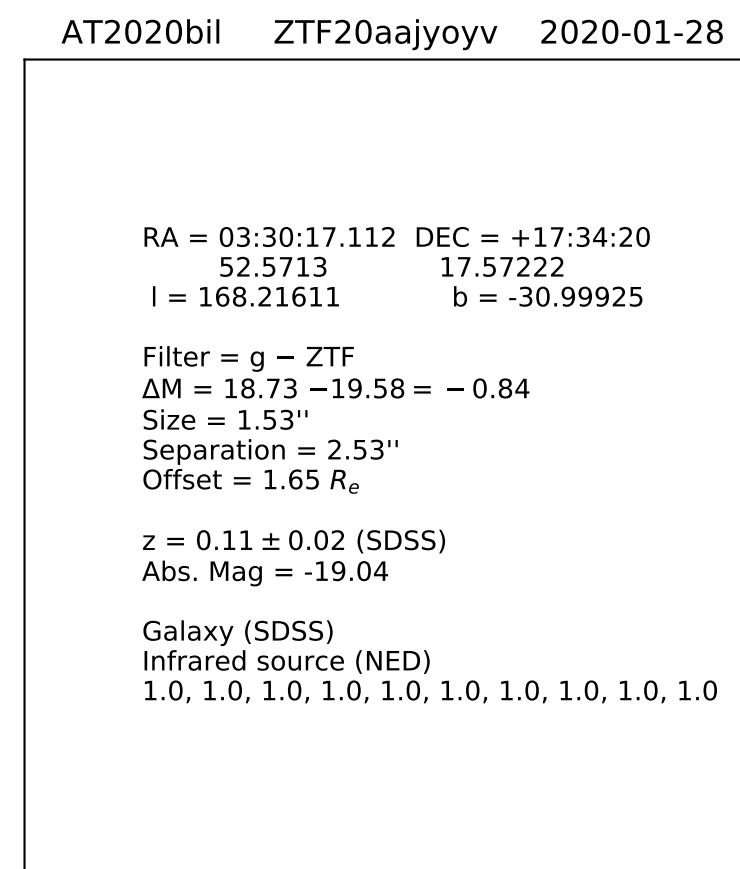 AT2020bil ZTF20aajyoyv 2020-01-28
RA = 03:30:17.112 DEC = +17:34:20
52.5713 17.57222
l = 168.21611 b = -30.99925
Filter = g − ZTF
ΔM = 18.73 −19.58 = − 0.84
Size = 1.53''
Separation = 2.53''
Offset = 1.65 Rₑ
z = 0.11 ± 0.02 (SDSS)
Abs. Mag = -19.04
Galaxy (SDSS)
Infrared source (NED)
1.0, 1.0, 1.0, 1.0, 1.0, 1.0, 1.0, 1.0, 1.0, 1.0